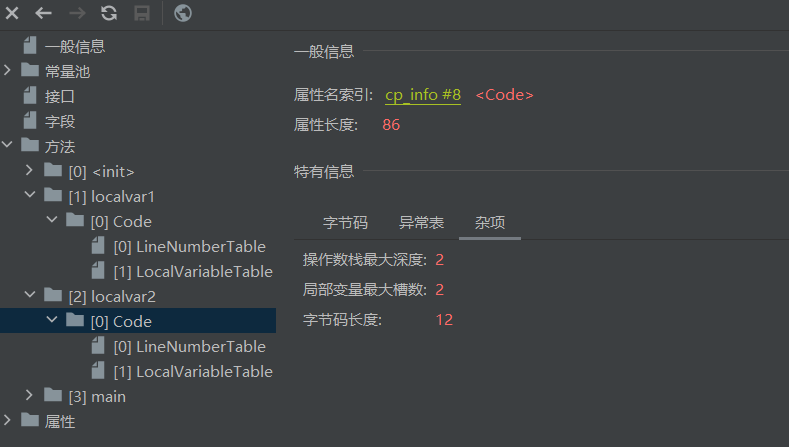 一般信息
常量池
接口
字段
方法
[0] <init>
[1] localvar1
[0] Code
[0] LineNumberTable
[1] LocalVariableTable
[2] localvar2
[0] Code
[0] LineNumberTable
[1] LocalVariableTable
[3] main
属性
一般信息
属性名索引: cp_info #8 <Code>
属性长度: 86
特有信息
字节码 异常表 杂项
操作数栈最大深度: 2
局部变量最大槽数: 2
字节码长度: 12